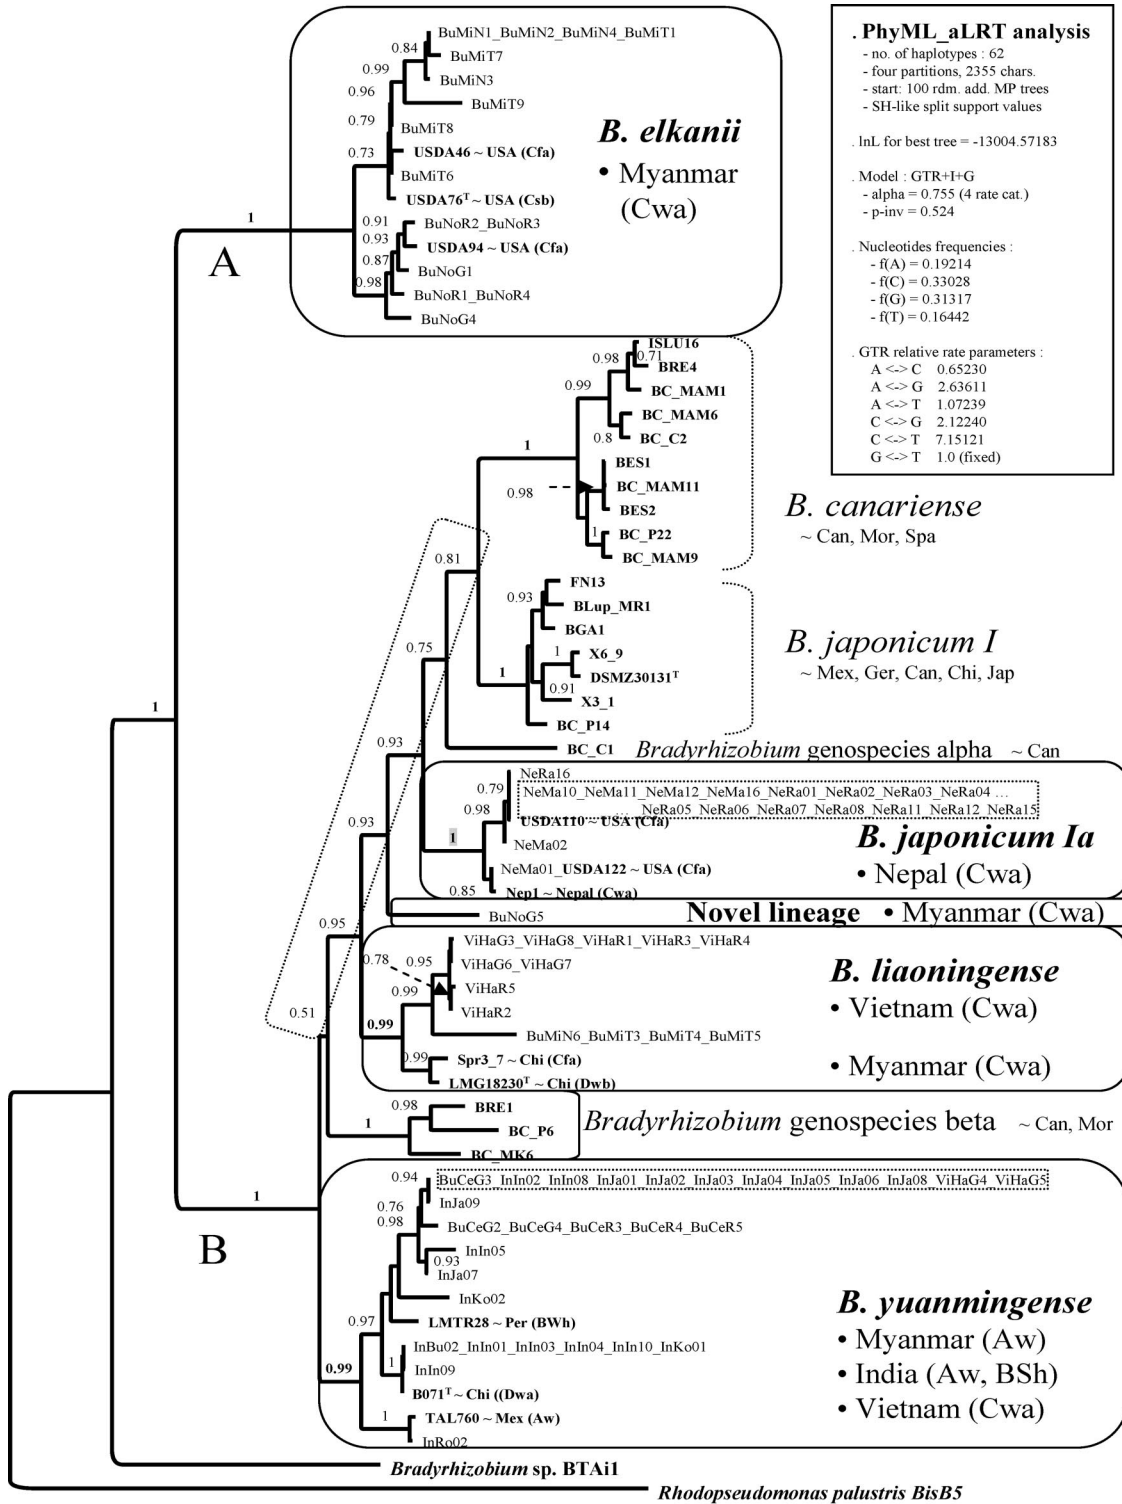 BuMiN1_BuMiN2_BuMiN4_BuMiT1
0.84
BuMiT7
0.99
BuMiN3
0.96
BuMiT9
0.79
BuMiT8
USDA46 ~ USA (Cfa)
0.73
BuMiT6
USDA76ᵀ ~ USA (Csb)
1
0.91
BuNoR2_BuNoR3
0.93
USDA94 ~ USA (Cfa)
0.87
BuNoG1
0.98
BuNoR1_BuNoR4
BuNoG4
A
B. elkanii
• Myanmar
(Cwa)
. PhyML_aLRT analysis
- no. of haplotypes : 62
- four partitions, 2355 chars.
- start: 100 rdm. add. MP trees
- SH-like split support values
. lnL for best tree = -13004.57183
. Model : GTR+I+G
- alpha = 0.755 (4 rate cat.)
- p-inv = 0.524
. Nucleotides frequencies :
- f(A) = 0.19214
- f(C) = 0.33028
- f(G) = 0.31317
- f(T) = 0.16442
. GTR relative rate parameters :
A <-> C 0.65230
A <-> G 2.63611
A <-> T 1.07239
C <-> G 2.12240
C <-> T 7.15121
G <-> T 1.0 (fixed)
ISLU16
0.98
0.71
BRE4
0.99
BC_MAM1
BC_MAM6
0.8
BC_C2
1
BES1
0.98
BC_MAM11
BES2
1
BC_P22
BC_MAM9
B. canariense
~ Can, Mor, Spa
0.81
FN13
0.93
BLup_MR1
BGA1
0.75
1
X6_9
1
DSMZ30131ᵀ
0.91
X3_1
BC_P14
B. japonicum I
~ Mex, Ger, Can, Chi, Jap
0.93
BC_C1
Bradyrhizobium genospecies alpha ~ Can
1
NeRa16
0.79
NeMa10_NeMa11_NeMa12_NeMa16_NeRa01_NeRa02_NeRa03_NeRa04 ...
... NeRa05_NeRa06_NeRa07_NeRa08_NeRa11_NeRa12_NeRa15
0.98
USDA110 ~ USA (Cfa)
0.93
1
NeMa02
NeMa01_USDA122 ~ USA (Cfa)
0.85
Nep1 ~ Nepal (Cwa)
B. japonicum Ia
• Nepal (Cwa)
0.95
BuNoG5
Novel lineage • Myanmar (Cwa)
ViHaG3_ViHaG8_ViHaR1_ViHaR3_ViHaR4
0.78
0.95
ViHaG6_ViHaG7
0.99
ViHaR5
ViHaR2
0.51
0.99
BuMiN6_BuMiT3_BuMiT4_BuMiT5
0.99
Spr3_7 ~ Chi (Cfa)
LMG18230ᵀ ~ Chi (Dwb)
B. liaoningense
• Vietnam (Cwa)
• Myanmar (Cwa)
0.98
BRE1
1
BC_P6
BC_MK6
Bradyrhizobium genospecies beta ~ Can, Mor
0.94
BuCeG3_InIn02_InIn08_InJa01_InJa02_InJa03_InJa04_InJa05_InJa06_InJa08_ViHaG4_ViHaG5
1
InJa09
0.76
0.98
BuCeG2_BuCeG4_BuCeR3_BuCeR4_BuCeR5
B
InIn05
0.93
InJa07
InKo02
0.97
LMTR28 ~ Per (BWh)
InBu02_InIn01_InIn03_InIn04_InIn10_InKo01
0.99
1
InIn09
B071ᵀ ~ Chi ((Dwa)
1
TAL760 ~ Mex (Aw)
InRo02
B. yuanmingense
• Myanmar (Aw)
• India (Aw, BSh)
• Vietnam (Cwa)
Bradyrhizobium sp. BTAi1
Rhodopseudomonas palustris BisB5